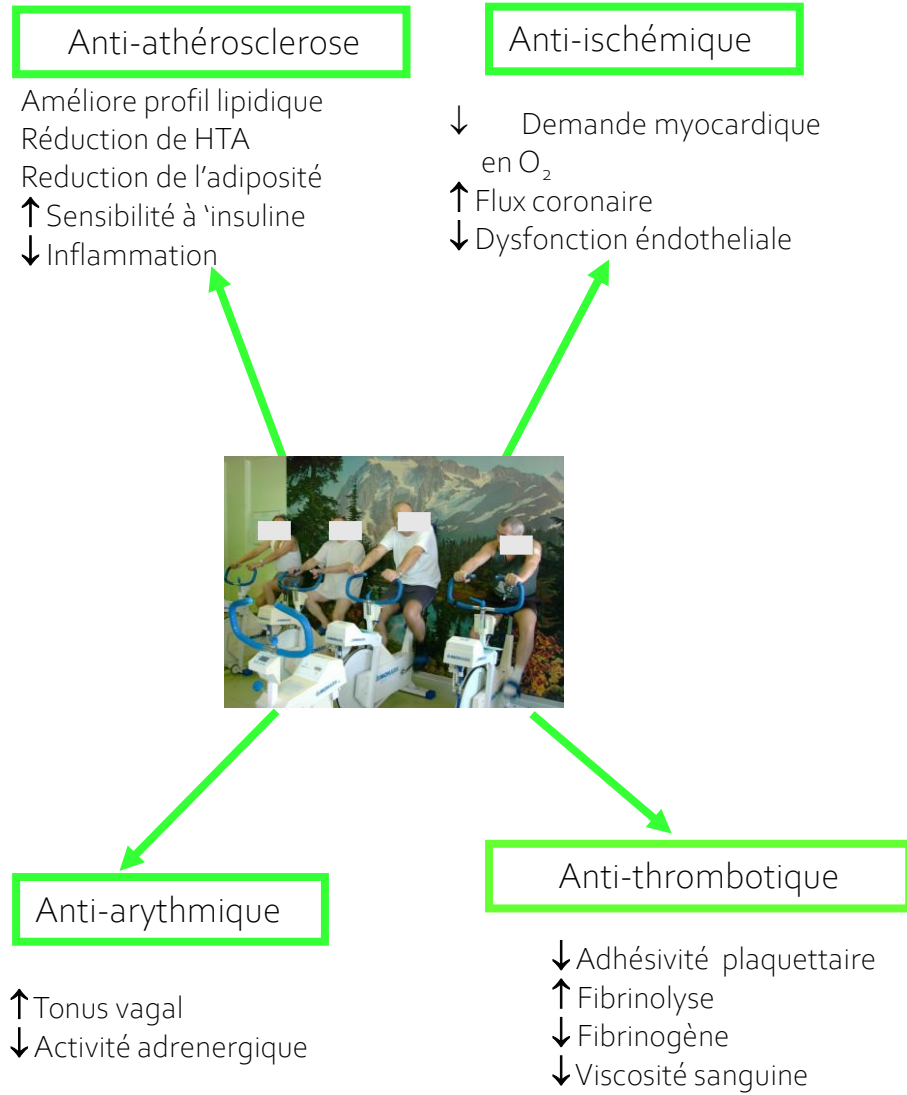 Anti-athérosclerose
Améliore profil lipidique
Réduction de HTA
Reduction de l'adiposité
↑ Sensibilité à 'insuline
↓ Inflammation
Anti-ischémique
↓ Demande myocardique
en O₂
↑ Flux coronaire
↓ Dysfonction éndotheliale
Anti-arythmique
↑ Tonus vagal
↓ Activité adrenergique
Anti-thrombotique
↓ Adhésivité plaquettaire
↑ Fibrinolyse
↓ Fibrinogène
↓ Viscosité sanguine